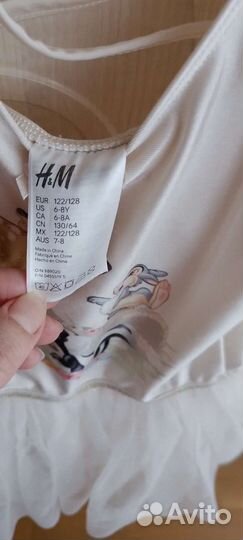 H&M
EUR 122/128
US 6-8Y
CA 6-8A
CN 130/64
MX 122/128
AUS 7-8
Made in China
Fabriqué en Chine
Hecho en China
Avito